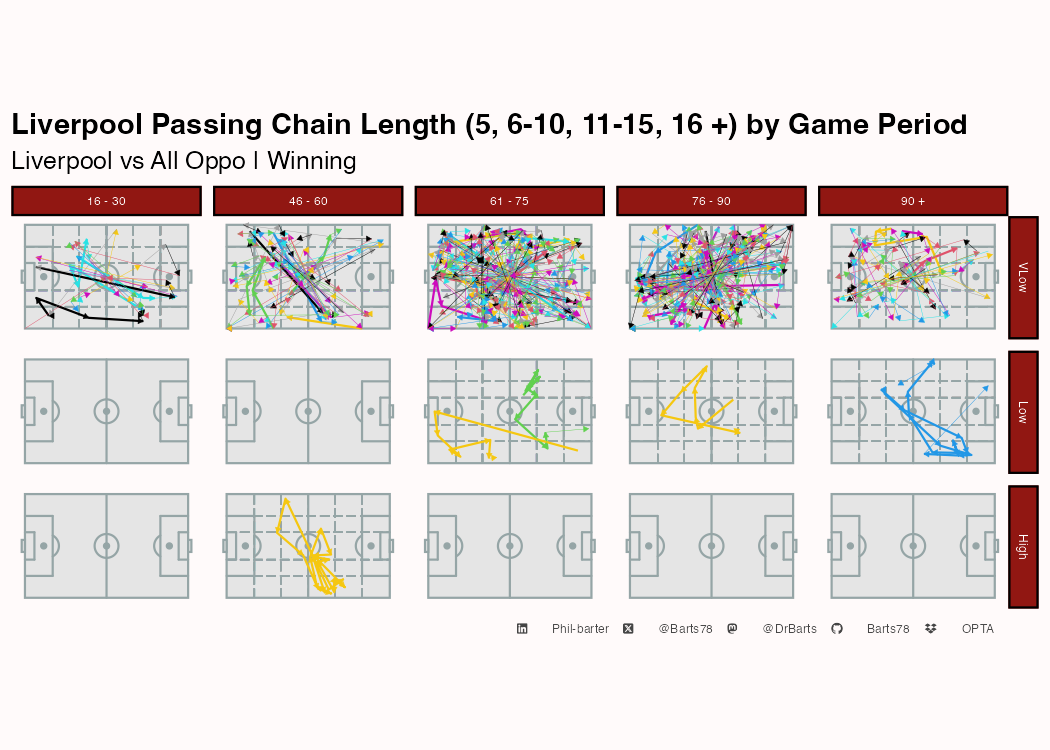 Liverpool Passing Chain Length (5, 6-10, 11-15, 16 +) by Game Period
Liverpool vs All Oppo | Winning
16 - 30
46 - 60
61 - 75
76 - 90
90 +
VLow
Low
High
Phil-barter @Barts78 @DrBarts Barts78 OPTA